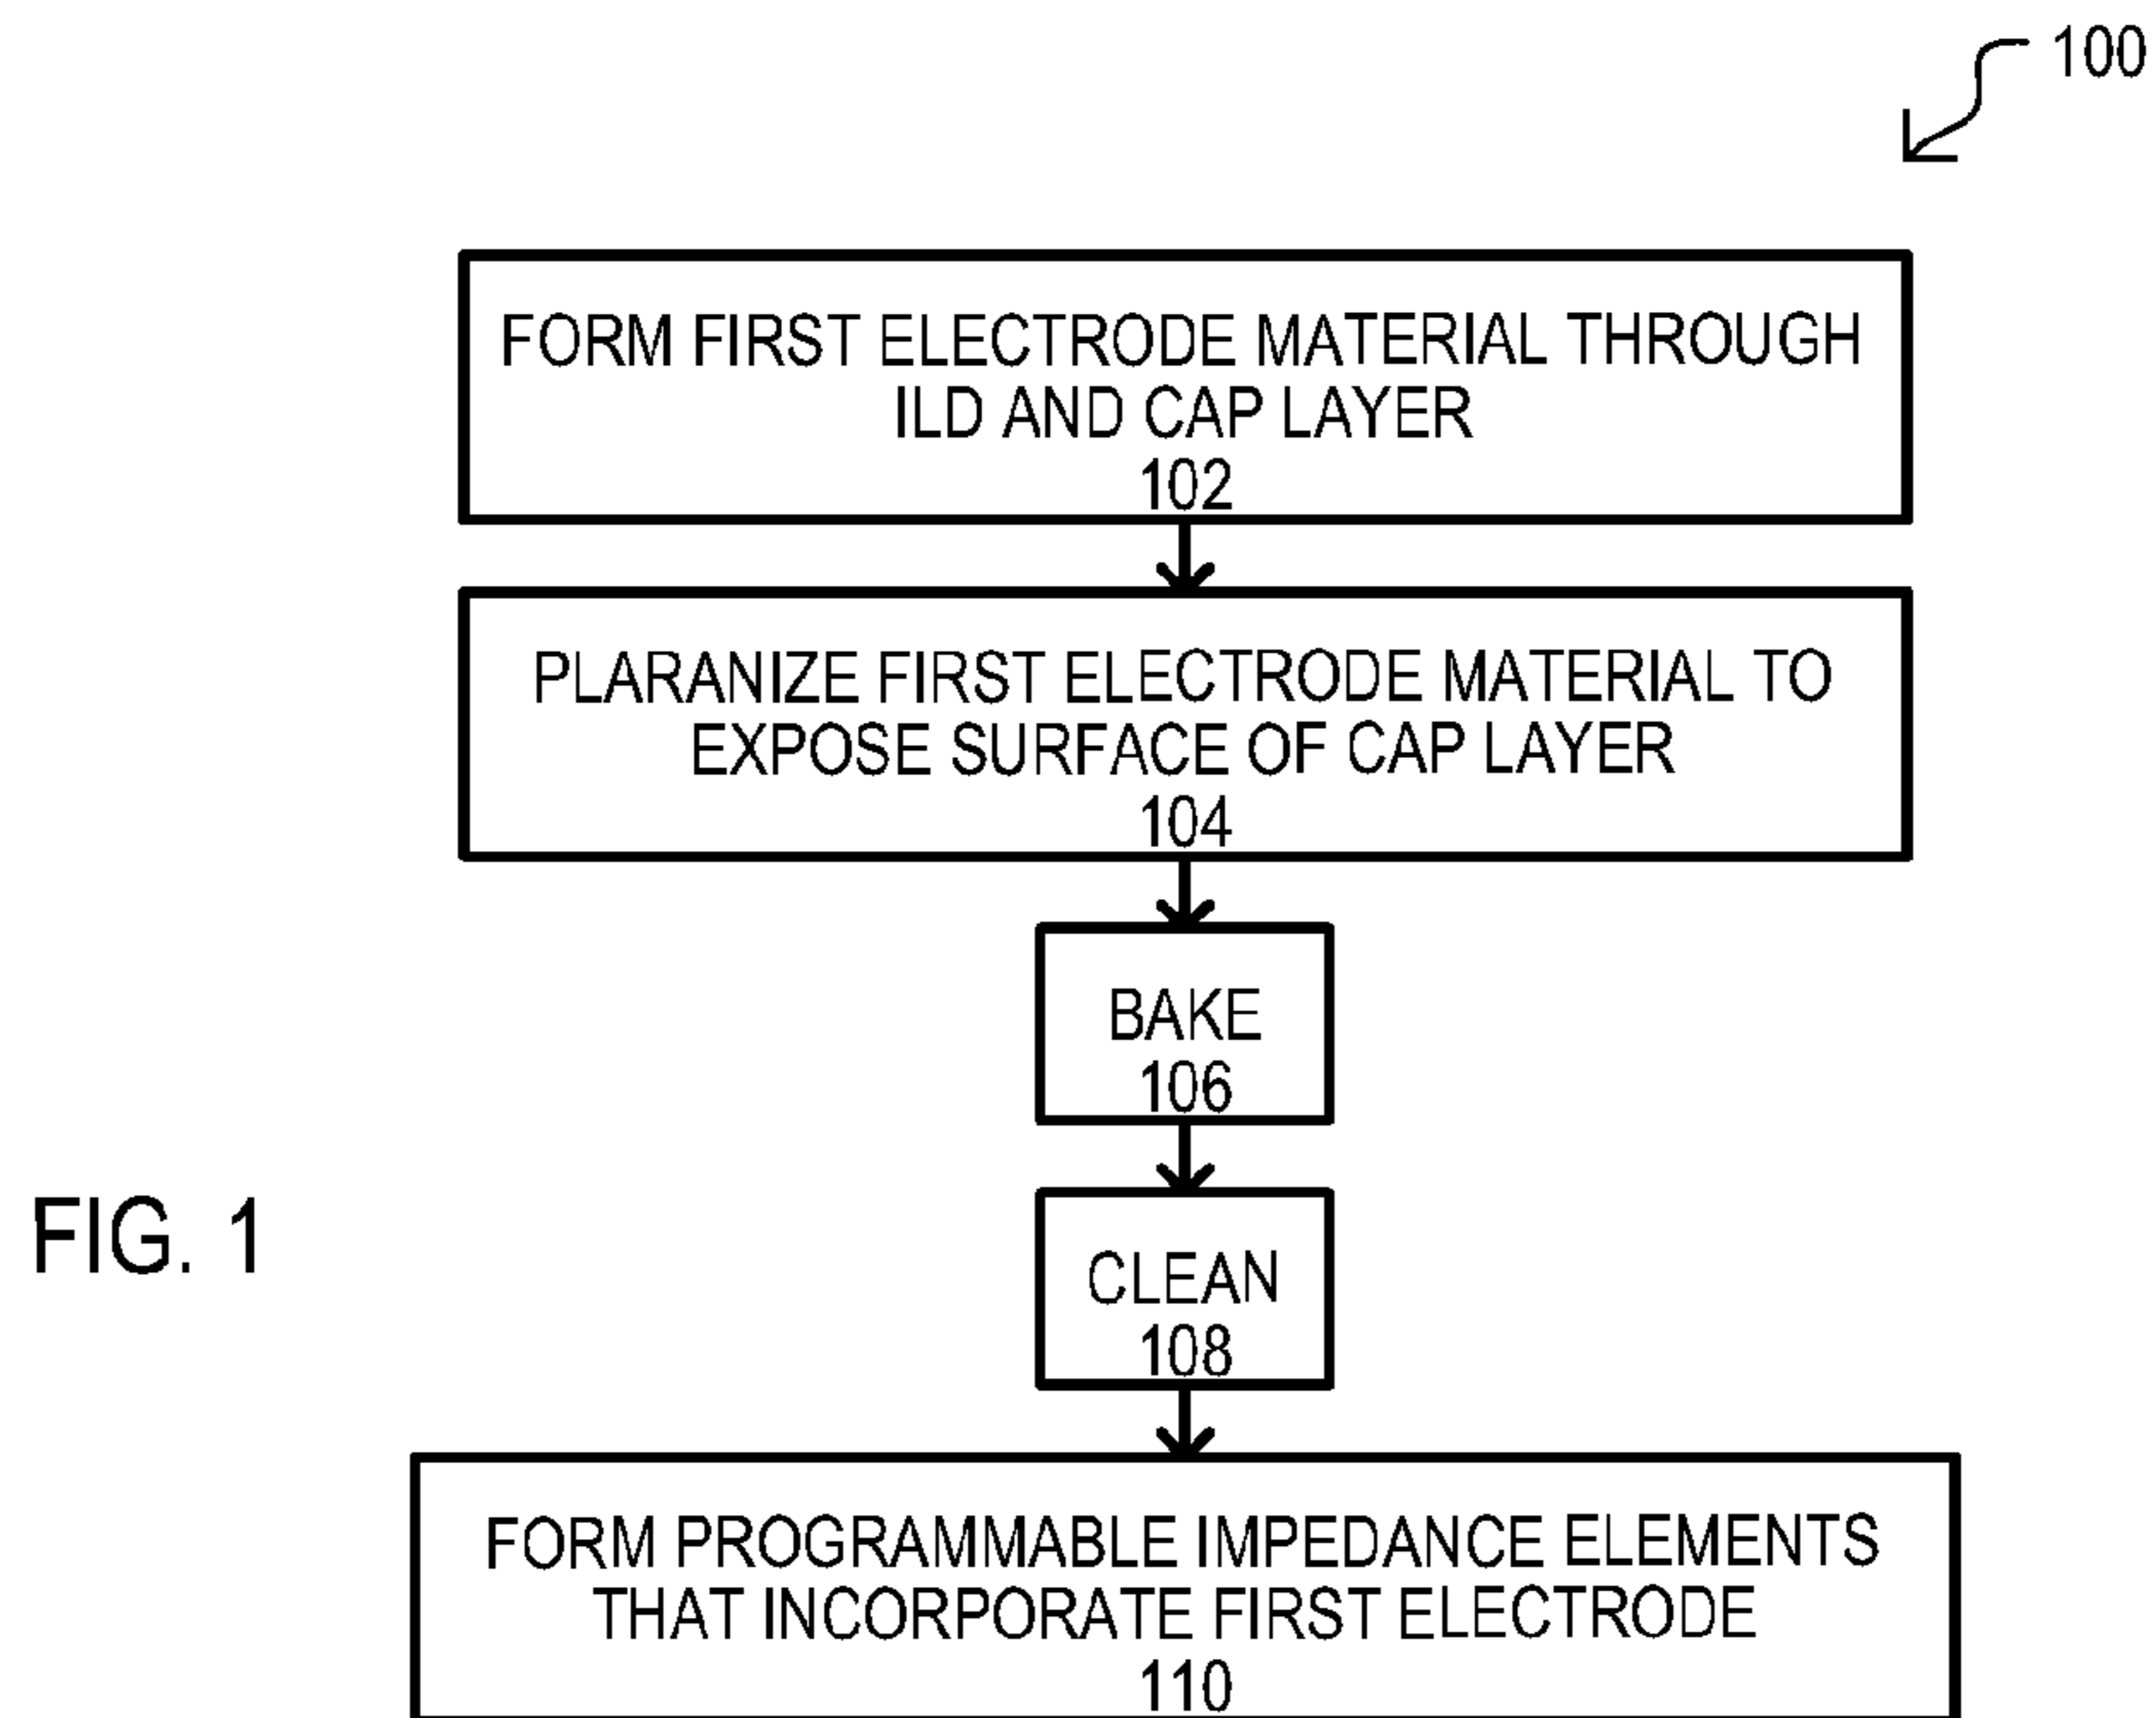 100
FORM FIRST ELECTRODE MATERIAL THROUGH
ILD AND CAP LAYER
102
PLARANIZE FIRST ELECTRODE MATERIAL TO
EXPOSE SURFACE OF CAP LAYER
104
BAKE
106
CLEAN
108
FIG. 1
FORM PROGRAMMABLE IMPEDANCE ELEMENTS
THAT INCORPORATE FIRST ELECTRODE
110